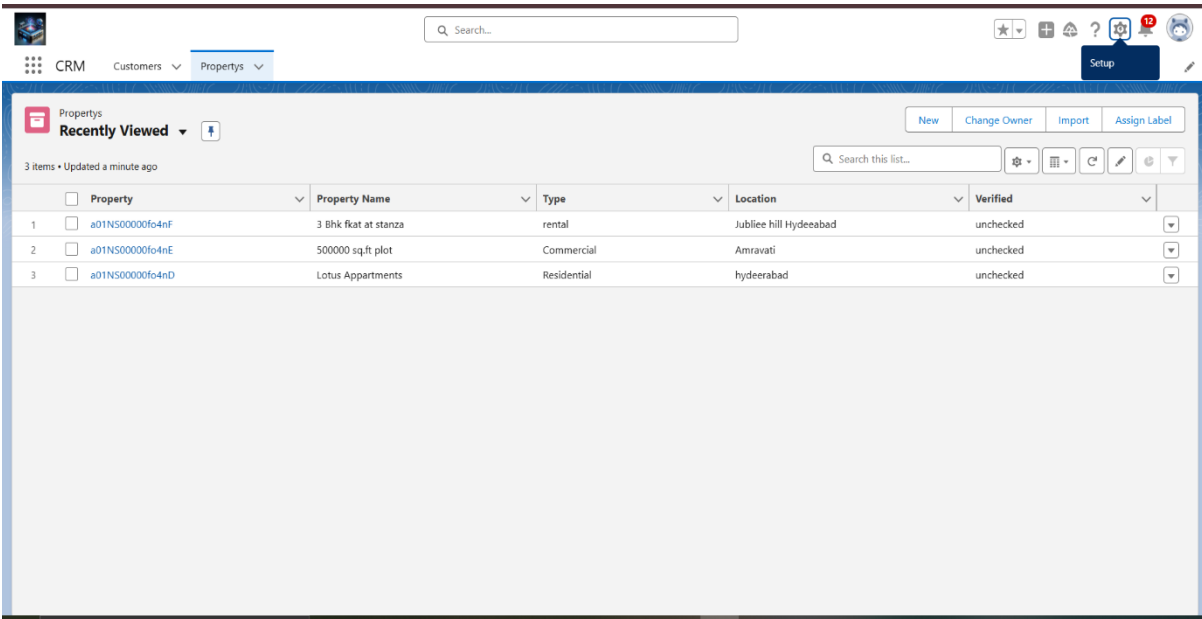 Search...
12
CRM Customers Propertys
Setup
Propertys
Recently Viewed
New Change Owner Import Assign Label
3 items • Updated a minute ago
Search this list...
Property Property Name Type Location Verified
1 a01NS00000fo4nF 3 Bhk fkat at stanza rental Jubliee hill Hydeeabad unchecked
2 a01NS00000fo4nE 500000 sq.ft plot Commercial Amravati unchecked
3 a01NS00000fo4nD Lotus Appartments Residential hydeerabad unchecked